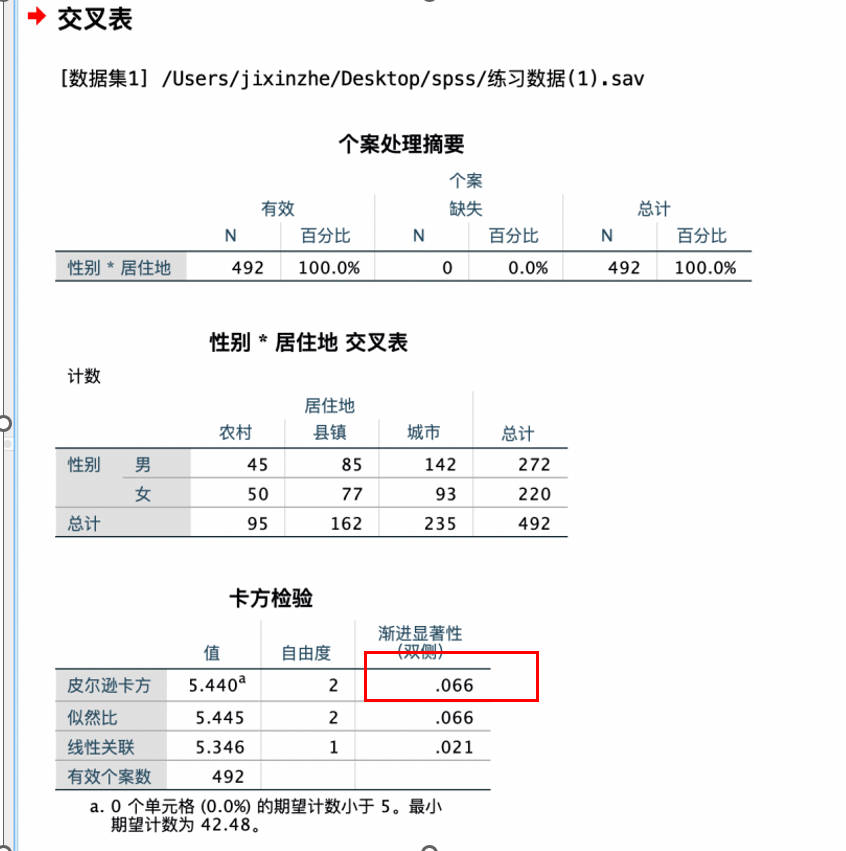 交叉表
[数据集1] /Users/jixinzhe/Desktop/spss/练习数据(1).sav
个案处理摘要
个案
有效 缺失 总计
N 百分比 N 百分比 N 百分比
性别 * 居住地 492 100.0% 0 0.0% 492 100.0%
性别 * 居住地 交叉表
计数
居住地
农村 县镇 城市 总计
性别 男 45 85 142 272
女 50 77 93 220
总计 95 162 235 492
卡方检验
值 自由度 渐进显著性
（双侧）
皮尔逊卡方 5.440a 2 .066
似然比 5.445 2 .066
线性关联 5.346 1 .021
有效个案数 492
a. 0 个单元格 (0.0%) 的期望计数小于 5。最小
期望计数为 42.48。